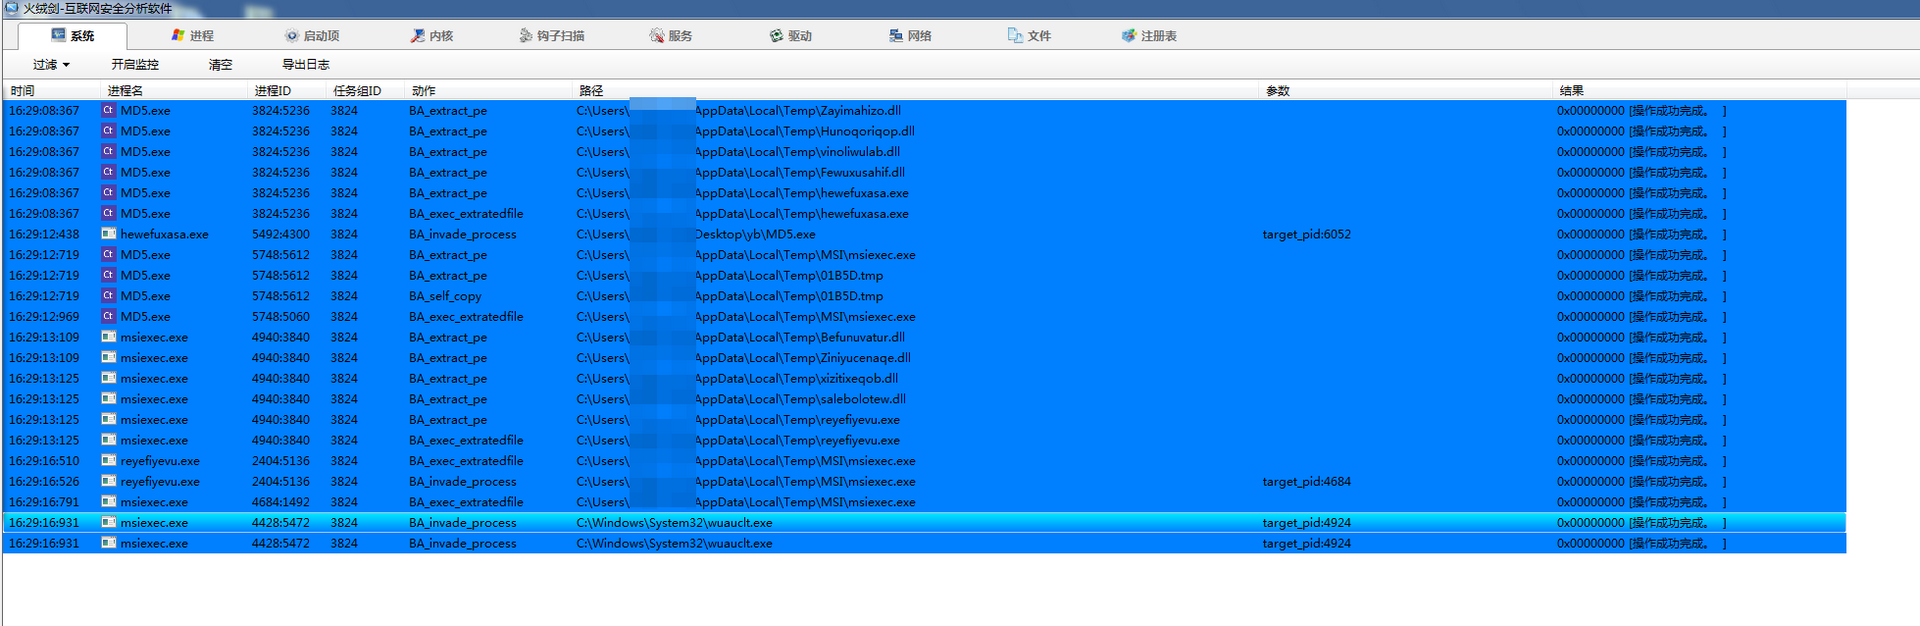 火绒剑-互联网安全分析软件
系统 进程 启动项 内核 钩子扫描 服务 驱动 网络 文件 注册表
过滤 开启监控 清空 导出日志
时间 进程名 进程ID 任务组ID 动作 路径 参数 结果
16:29:08:367 Ct MD5.exe 3824:5236 3824 BA_extract_pe C:\Users\ AppData\Local\Temp\Zayimahizo.dll 0x00000000 [操作成功完成。 ]
16:29:08:367 Ct MD5.exe 3824:5236 3824 BA_extract_pe C:\Users\ AppData\Local\Temp\Hunoqoriqop.dll 0x00000000 [操作成功完成。 ]
16:29:08:367 Ct MD5.exe 3824:5236 3824 BA_extract_pe C:\Users\ AppData\Local\Temp\vinoliwulab.dll 0x00000000 [操作成功完成。 ]
16:29:08:367 Ct MD5.exe 3824:5236 3824 BA_extract_pe C:\Users\ AppData\Local\Temp\Fewuxusahif.dll 0x00000000 [操作成功完成。 ]
16:29:08:367 Ct MD5.exe 3824:5236 3824 BA_extract_pe C:\Users\ AppData\Local\Temp\hewefuxasa.exe 0x00000000 [操作成功完成。 ]
16:29:08:367 Ct MD5.exe 3824:5236 3824 BA_exec_extratedfile C:\Users\ AppData\Local\Temp\hewefuxasa.exe 0x00000000 [操作成功完成。 ]
16:29:12:438 hewefuxasa.exe 5492:4300 3824 BA_invade_process C:\Users\ Desktop\yb\MD5.exe target_pid:6052 0x00000000 [操作成功完成。 ]
16:29:12:719 Ct MD5.exe 5748:5612 3824 BA_extract_pe C:\Users\ AppData\Local\Temp\MSI\msiexec.exe 0x00000000 [操作成功完成。 ]
16:29:12:719 Ct MD5.exe 5748:5612 3824 BA_extract_pe C:\Users\ AppData\Local\Temp\01B5D.tmp 0x00000000 [操作成功完成。 ]
16:29:12:719 Ct MD5.exe 5748:5612 3824 BA_self_copy C:\Users\ AppData\Local\Temp\01B5D.tmp 0x00000000 [操作成功完成。 ]
16:29:12:969 Ct MD5.exe 5748:5060 3824 BA_exec_extratedfile C:\Users\ AppData\Local\Temp\MSI\msiexec.exe 0x00000000 [操作成功完成。 ]
16:29:13:109 msiexec.exe 4940:3840 3824 BA_extract_pe C:\Users\ AppData\Local\Temp\Befunuvatur.dll 0x00000000 [操作成功完成。 ]
16:29:13:109 msiexec.exe 4940:3840 3824 BA_extract_pe C:\Users\ AppData\Local\Temp\Ziniyucenaqe.dll 0x00000000 [操作成功完成。 ]
16:29:13:125 msiexec.exe 4940:3840 3824 BA_extract_pe C:\Users\ AppData\Local\Temp\xizitixeqob.dll 0x00000000 [操作成功完成。 ]
16:29:13:125 msiexec.exe 4940:3840 3824 BA_extract_pe C:\Users\ AppData\Local\Temp\salebolotew.dll 0x00000000 [操作成功完成。 ]
16:29:13:125 msiexec.exe 4940:3840 3824 BA_extract_pe C:\Users\ AppData\Local\Temp\reyefiyevu.exe 0x00000000 [操作成功完成。 ]
16:29:13:125 msiexec.exe 4940:3840 3824 BA_exec_extratedfile C:\Users\ AppData\Local\Temp\reyefiyevu.exe 0x00000000 [操作成功完成。 ]
16:29:16:510 reyefiyevu.exe 2404:5136 3824 BA_exec_extratedfile C:\Users\ AppData\Local\Temp\MSI\msiexec.exe 0x00000000 [操作成功完成。 ]
16:29:16:526 reyefiyevu.exe 2404:5136 3824 BA_invade_process C:\Users\ AppData\Local\Temp\MSI\msiexec.exe target_pid:4684 0x00000000 [操作成功完成。 ]
16:29:16:791 msiexec.exe 4684:1492 3824 BA_exec_extratedfile C:\Users\ AppData\Local\Temp\MSI\msiexec.exe 0x00000000 [操作成功完成。 ]
16:29:16:931 msiexec.exe 4428:5472 3824 BA_invade_process C:\Windows\System32\wuauclt.exe target_pid:4924 0x00000000 [操作成功完成。 ]
16:29:16:931 msiexec.exe 4428:5472 3824 BA_invade_process C:\Windows\System32\wuauclt.exe target_pid:4924 0x00000000 [操作成功完成。 ]